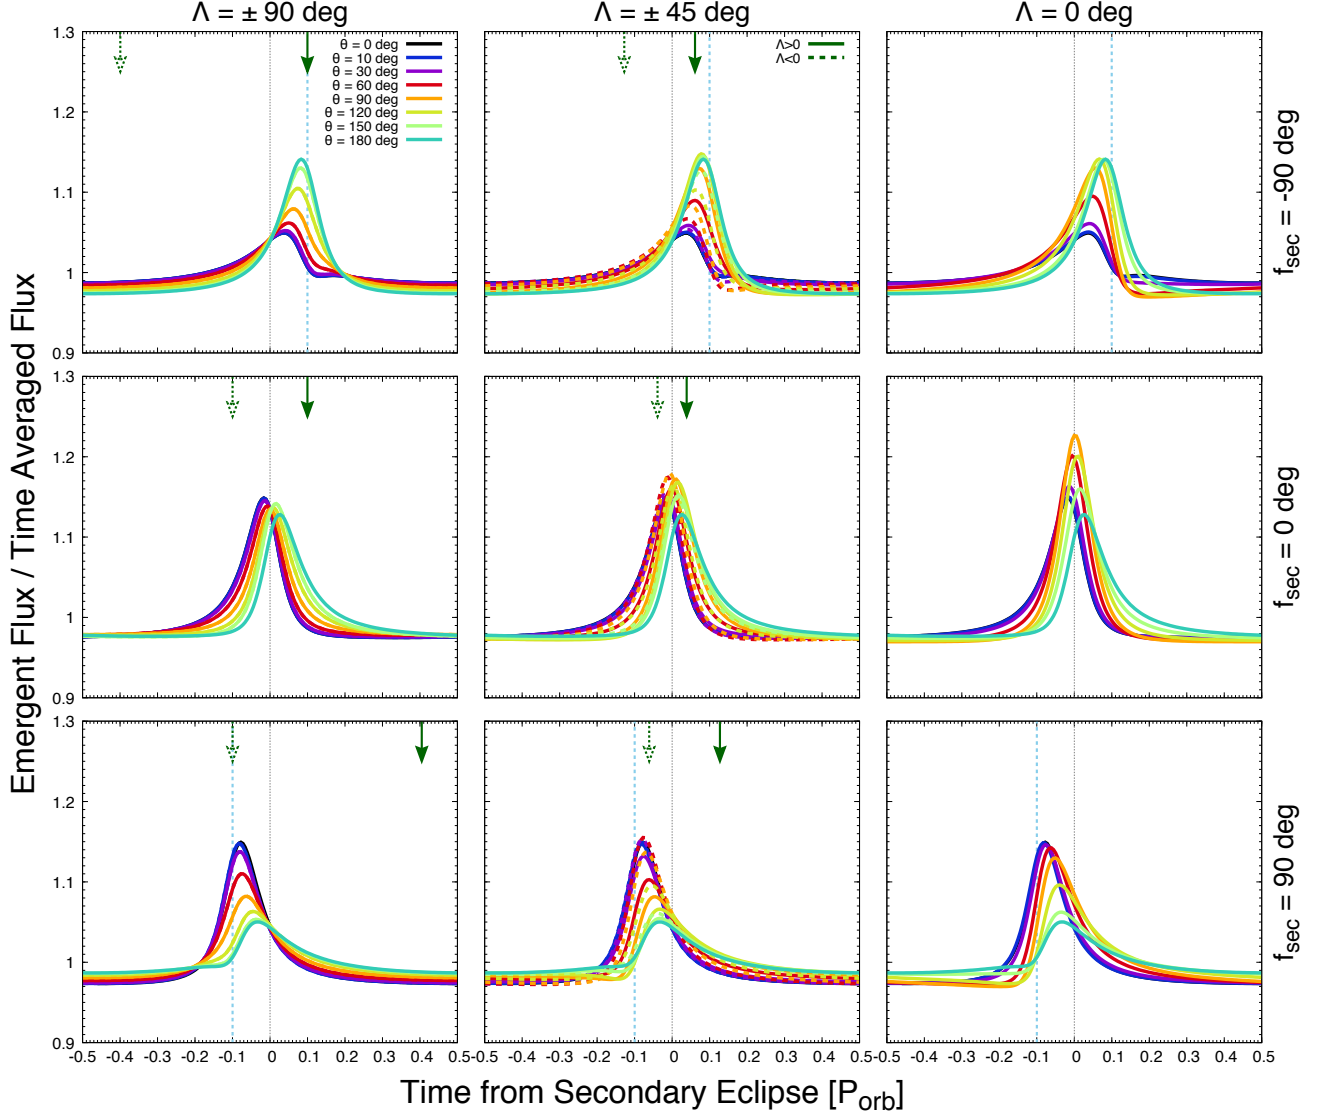 Λ = ± 90 deg
Λ = ± 45 deg
Λ = 0 deg
1.3
1.2
1.1
1
0.9
θ = 0 deg
θ = 10 deg
θ = 30 deg
θ = 60 deg
θ = 90 deg
θ = 120 deg
θ = 150 deg
θ = 180 deg
Λ>0
Λ<0
fsec = -90 deg
1.3
1.2
1.1
1
0.9
fsec = 0 deg
1.3
1.2
1.1
1
0.9
fsec = 90 deg
Emergent Flux / Time Averaged Flux
-0.5 -0.4 -0.3 -0.2 -0.1 0 0.1 0.2 0.3 0.4 0.5
-0.5 -0.4 -0.3 -0.2 -0.1 0 0.1 0.2 0.3 0.4 0.5
-0.5 -0.4 -0.3 -0.2 -0.1 0 0.1 0.2 0.3 0.4 0.5
Time from Secondary Eclipse [Porb]